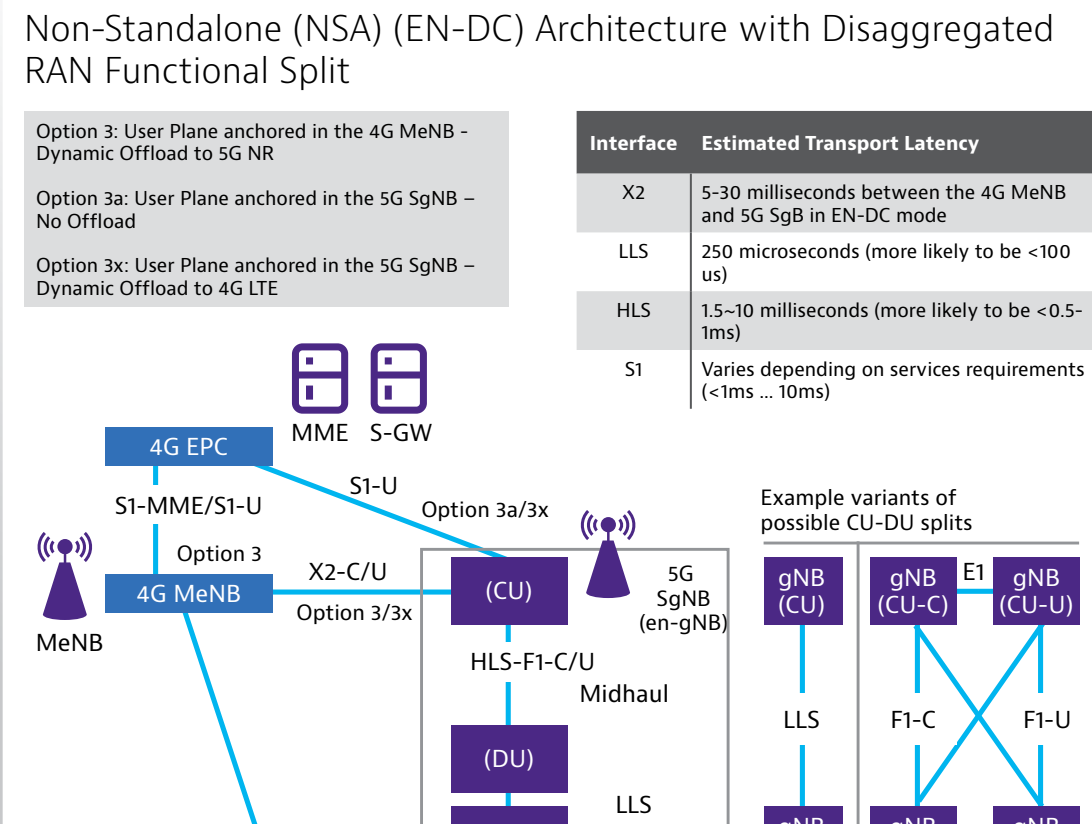 Non-Standalone (NSA) (EN-DC) Architecture with Disaggregated
RAN Functional Split
Option 3: User Plane anchored in the 4G MeNB -
Dynamic Offload to 5G NR
Option 3a: User Plane anchored in the 5G SgNB –
No Offload
Option 3x: User Plane anchored in the 5G SgNB –
Dynamic Offload to 4G LTE
Interface Estimated Transport Latency
X2 5-30 milliseconds between the 4G MeNB
and 5G SgB in EN-DC mode
LLS 250 microseconds (more likely to be <100
us)
HLS 1.5~10 milliseconds (more likely to be <0.5-
1ms)
S1 Varies depending on services requirements
(<1ms ... 10ms)
MME S-GW
4G EPC
S1-U
S1-MME/S1-U
Option 3a/3x
Option 3
4G MeNB
MeNB
X2-C/U
Option 3/3x
(CU)
5G
SgNB
(en-gNB)
HLS-F1-C/U
Midhaul
(DU)
LLS
Example variants of
possible CU-DU splits
gNB
(CU)
gNB
(CU-C)
E1
gNB
(CU-U)
LLS
F1-C
F1-U
gNB
gNB
gNB